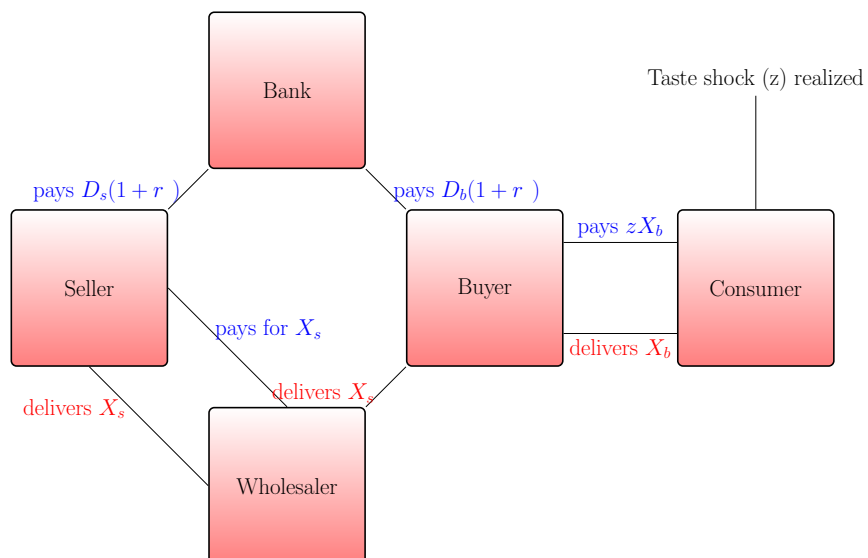 Bank
Taste shock (z) realized
pays D_s(1 + r )
pays D_b(1 + r )
Seller
Buyer
pays zX_b
Consumer
pays for X_s
delivers X_b
delivers X_s
delivers X_s
Wholesaler